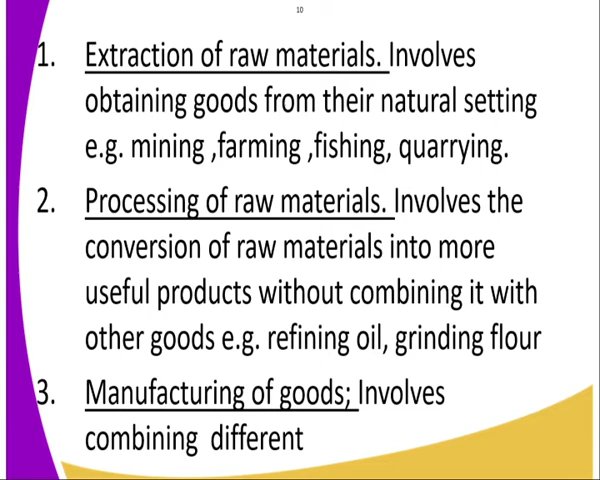 10
1. Extraction of raw materials. Involves
obtaining goods from their natural setting
e.g. mining ,farming ,fishing, quarrying.
2. Processing of raw materials. Involves the
conversion of raw materials into more
useful products without combining it with
other goods e.g. refining oil, grinding flour
3. Manufacturing of goods; Involves
combining  different